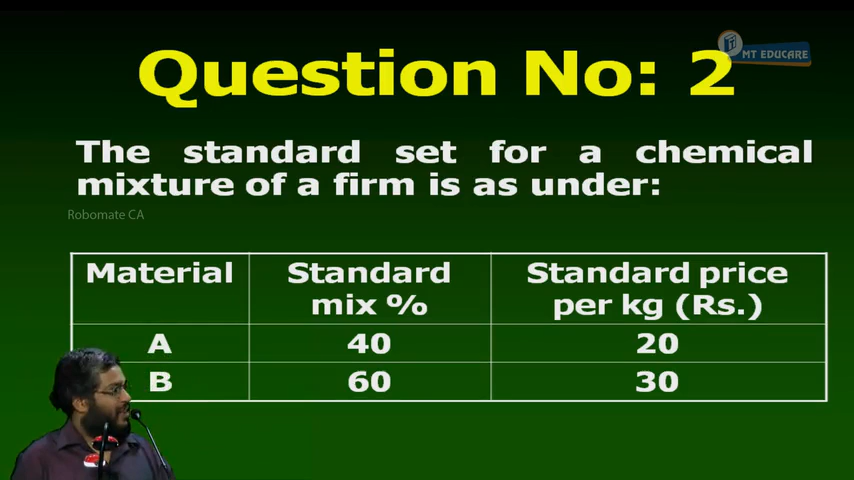 MT EDUCARE
Question No: 2
The standard set for a chemical
mixture of a firm is as under:
Robomate CA
Material Standard mix % Standard price per kg (Rs.)
A 40 20
B 60 30